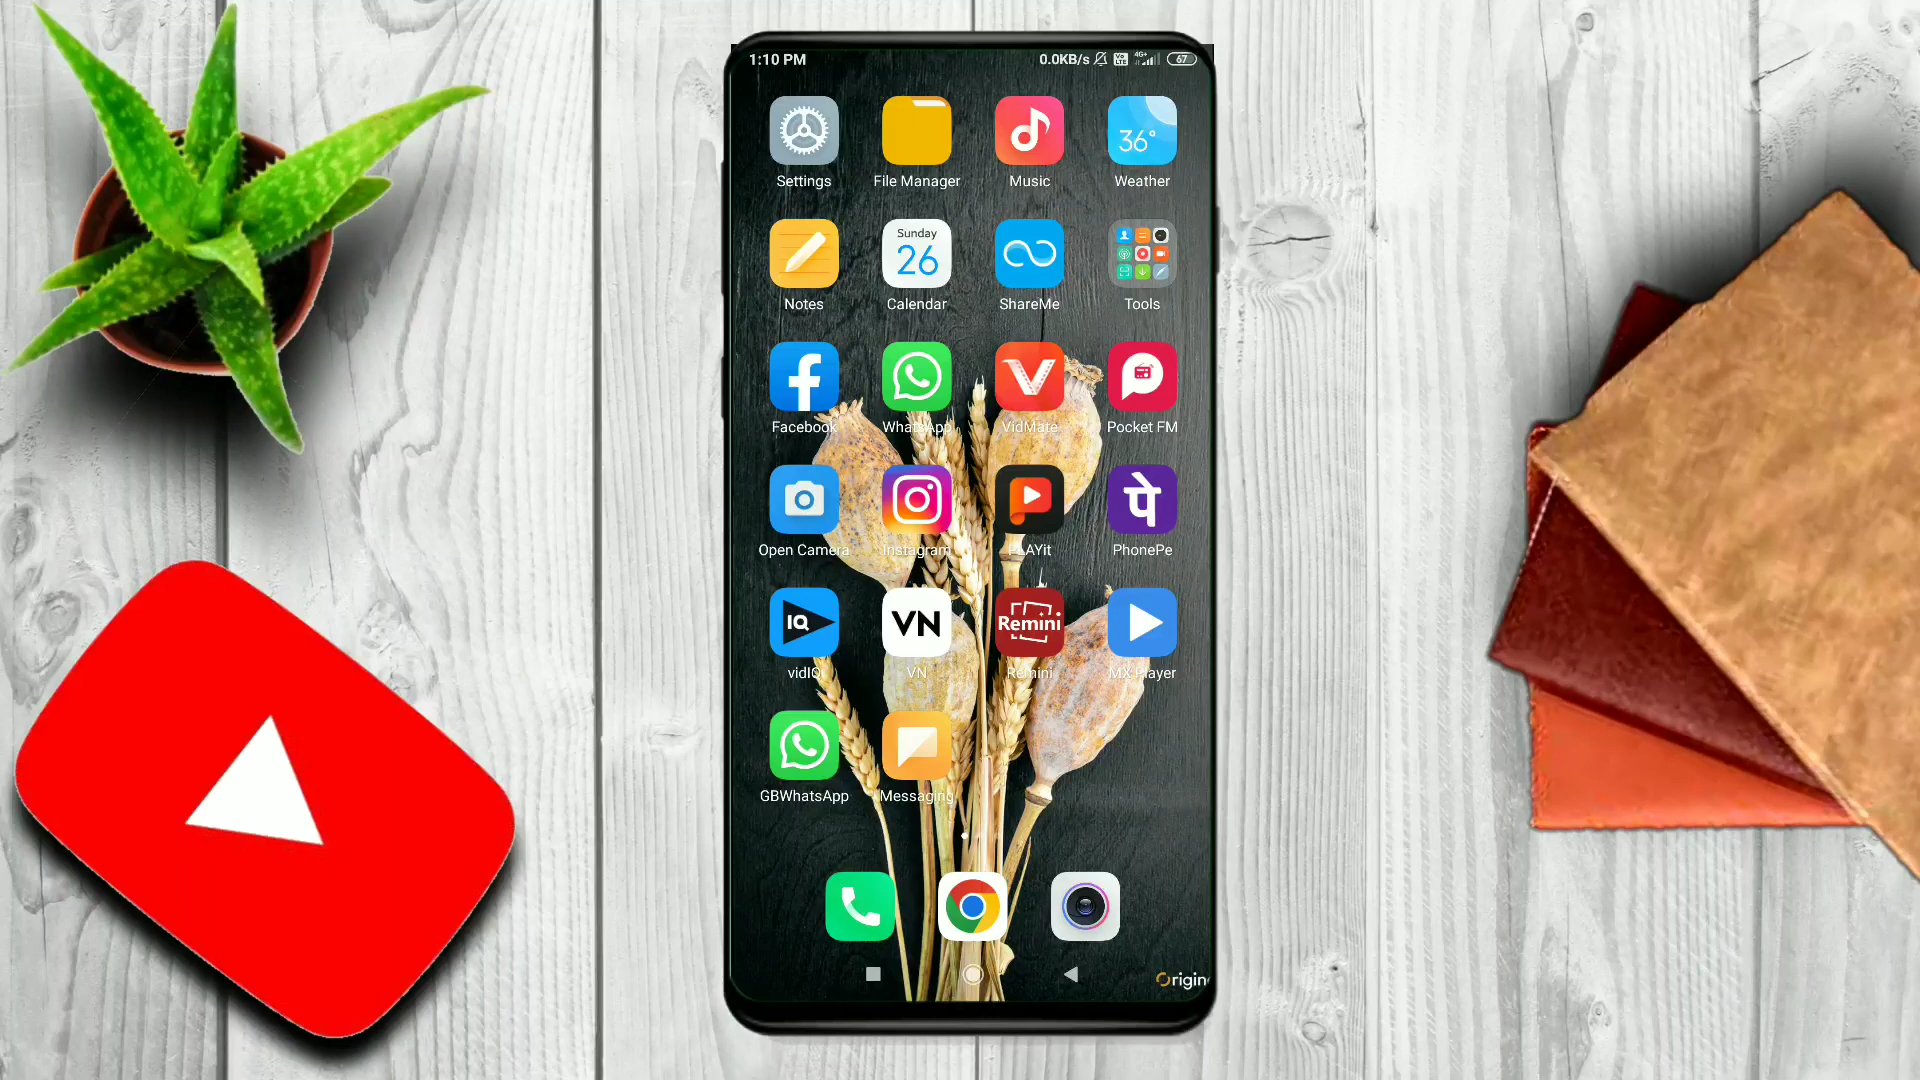 1:10 PM 0.0KB/s 4G+ 67
36°
Settings File Manager Music Weather
Sunday
26
Notes Calendar ShareMe Tools
Facebook WhatsApp VidMate Pocket FM
पे
Open Camera Instagram PLAYit PhonePe
IQ VN Remini
vidIQ VN Remini MX Player
GBWhatsApp Messaging
Origin